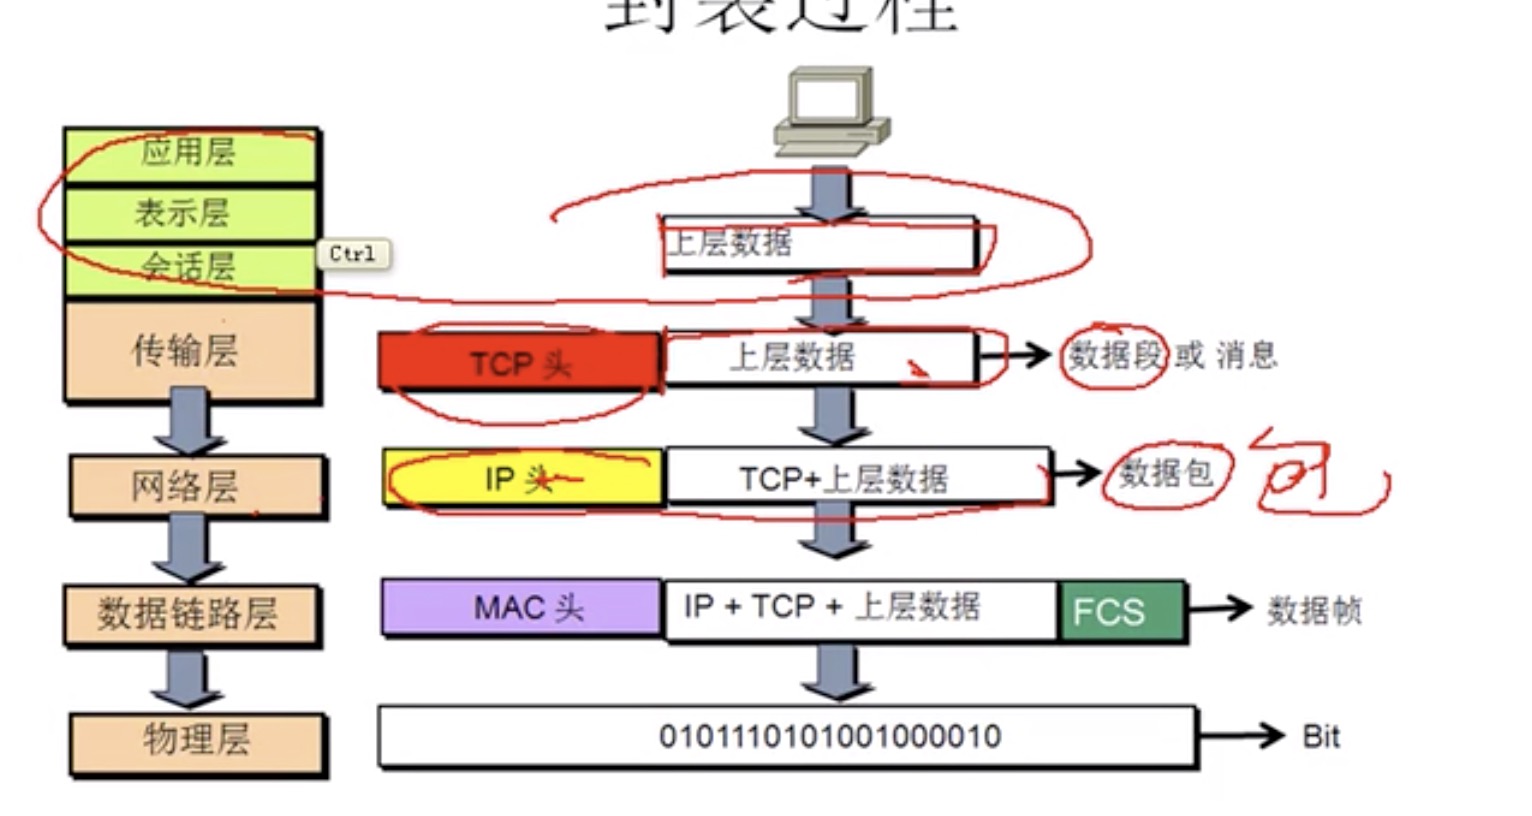 封装过程
应用层
表示层
会话层
Ctrl
上层数据
传输层
TCP 头
上层数据
数据段 或 消息
网络层
IP 头
TCP+上层数据
数据包
包
数据链路层
MAC 头
IP + TCP + 上层数据
FCS
数据帧
物理层
0101110101001000010
Bit